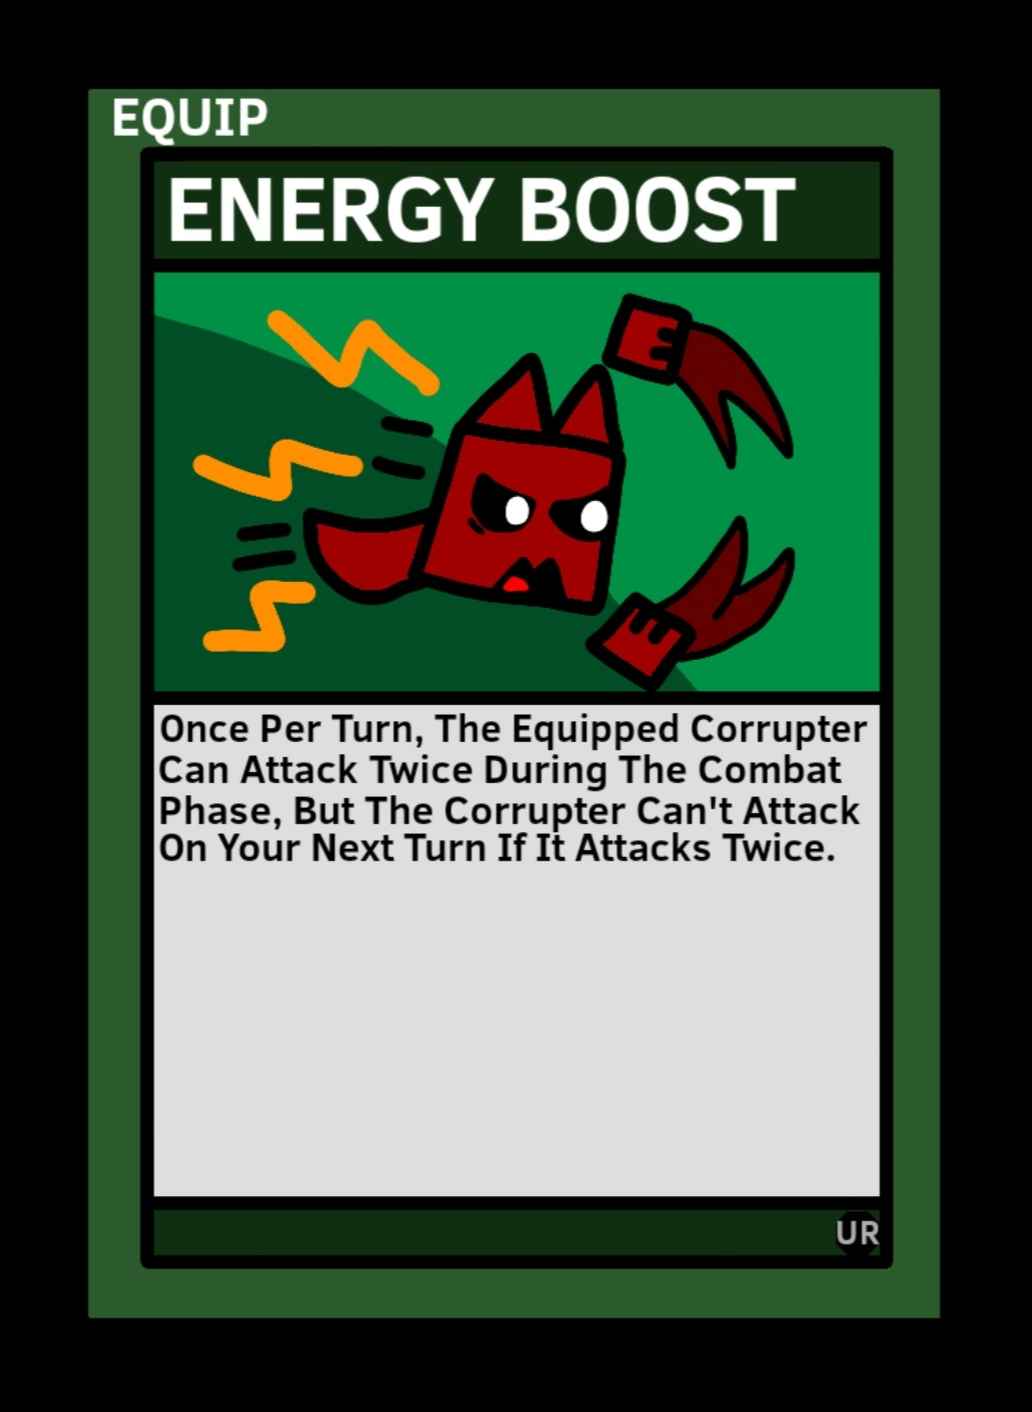 EQUIP
ENERGY BOOST
Once Per Turn, The Equipped Corrupter
Can Attack Twice During The Combat
Phase, But The Corrupter Can't Attack
On Your Next Turn If It Attacks Twice.
UR